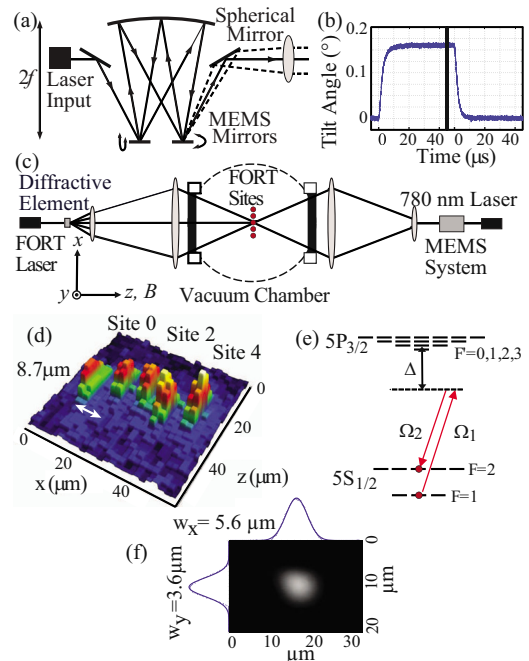 (a)
Spherical
Mirror
2f
Laser
Input
MEMS
Mirrors
(b)
Tilt Angle (°)
0.2
0.1
0
0 20 40 0 20 40
Time (μs)
(c)
Diffractive
Element
FORT
Laser
x
y
z, B
FORT
Sites
Vacuum Chamber
780 nm Laser
MEMS
System
(d)
Site 0
Site 2
Site 4
8.7μm
0
20
40
x(μm)
0
20
40
z(μm)
(e)
5P3/2
F'=0,1,2,3
Δ
Ω2
Ω1
5S1/2
F=2
F=1
(f)
wx= 5.6 μm
wy=3.6μm
0
10
20
μm
0 10 20 30
μm